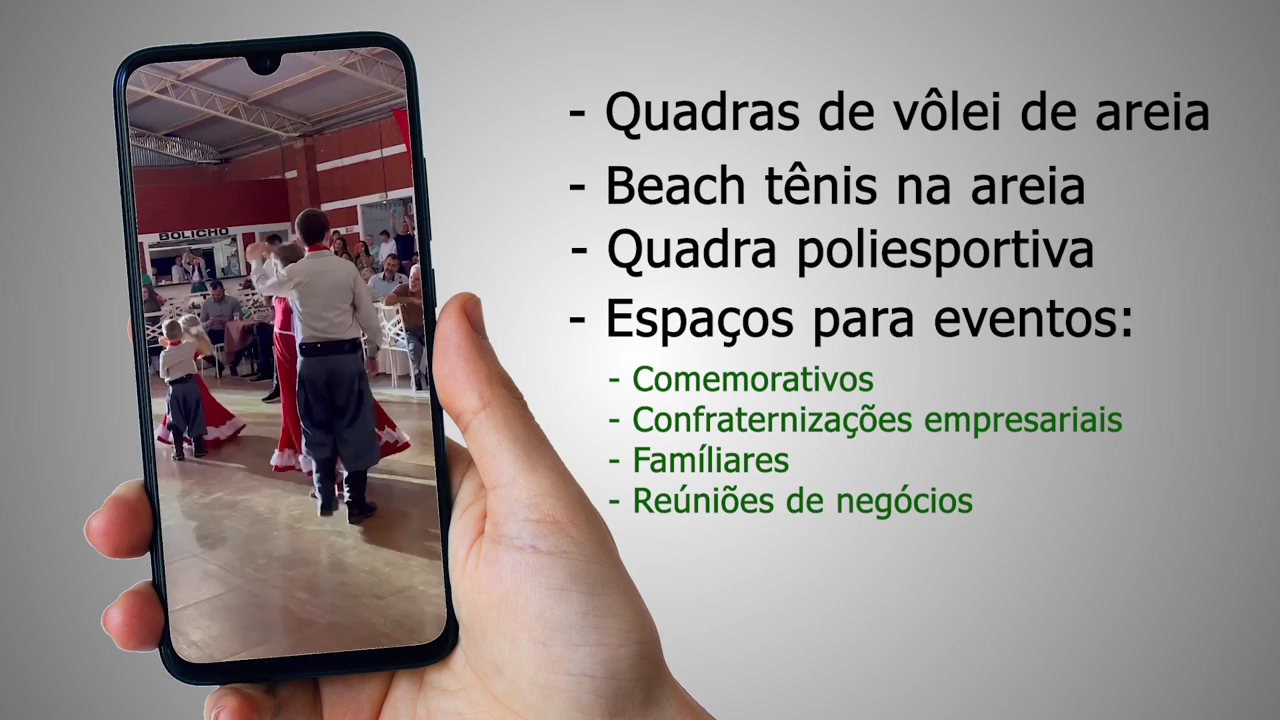 BOLICHO
- Quadras de vôlei de areia
- Beach tênis na areia
- Quadra poliesportiva
- Espaços para eventos:
- Comemorativos
- Confraternizações empresariais
- Famíliares
- Reúniões de negócios